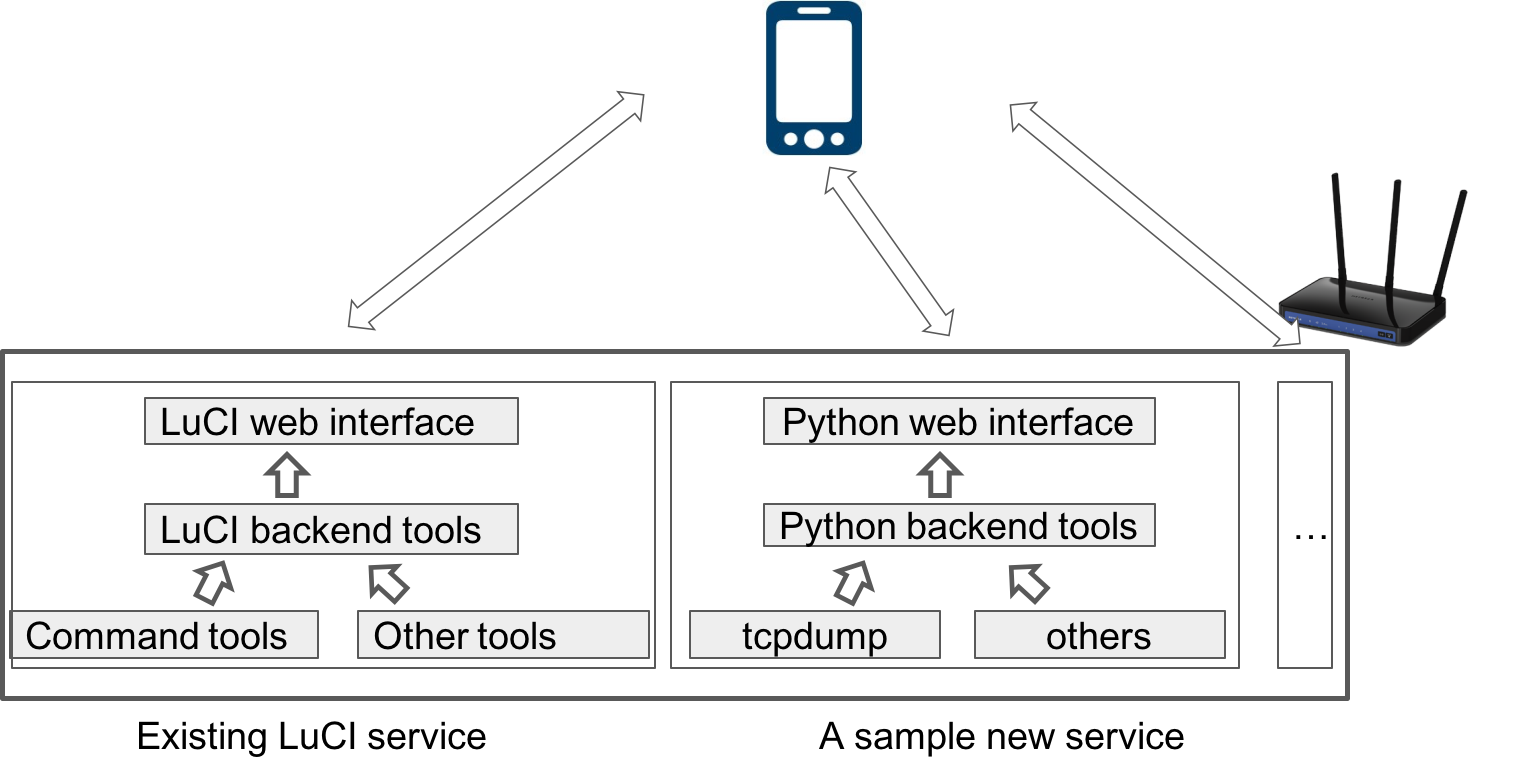 LuCI web interface
LuCI backend tools
Command tools
Other tools
Python web interface
Python backend tools
tcpdump
others
...
Existing LuCI service
A sample new service